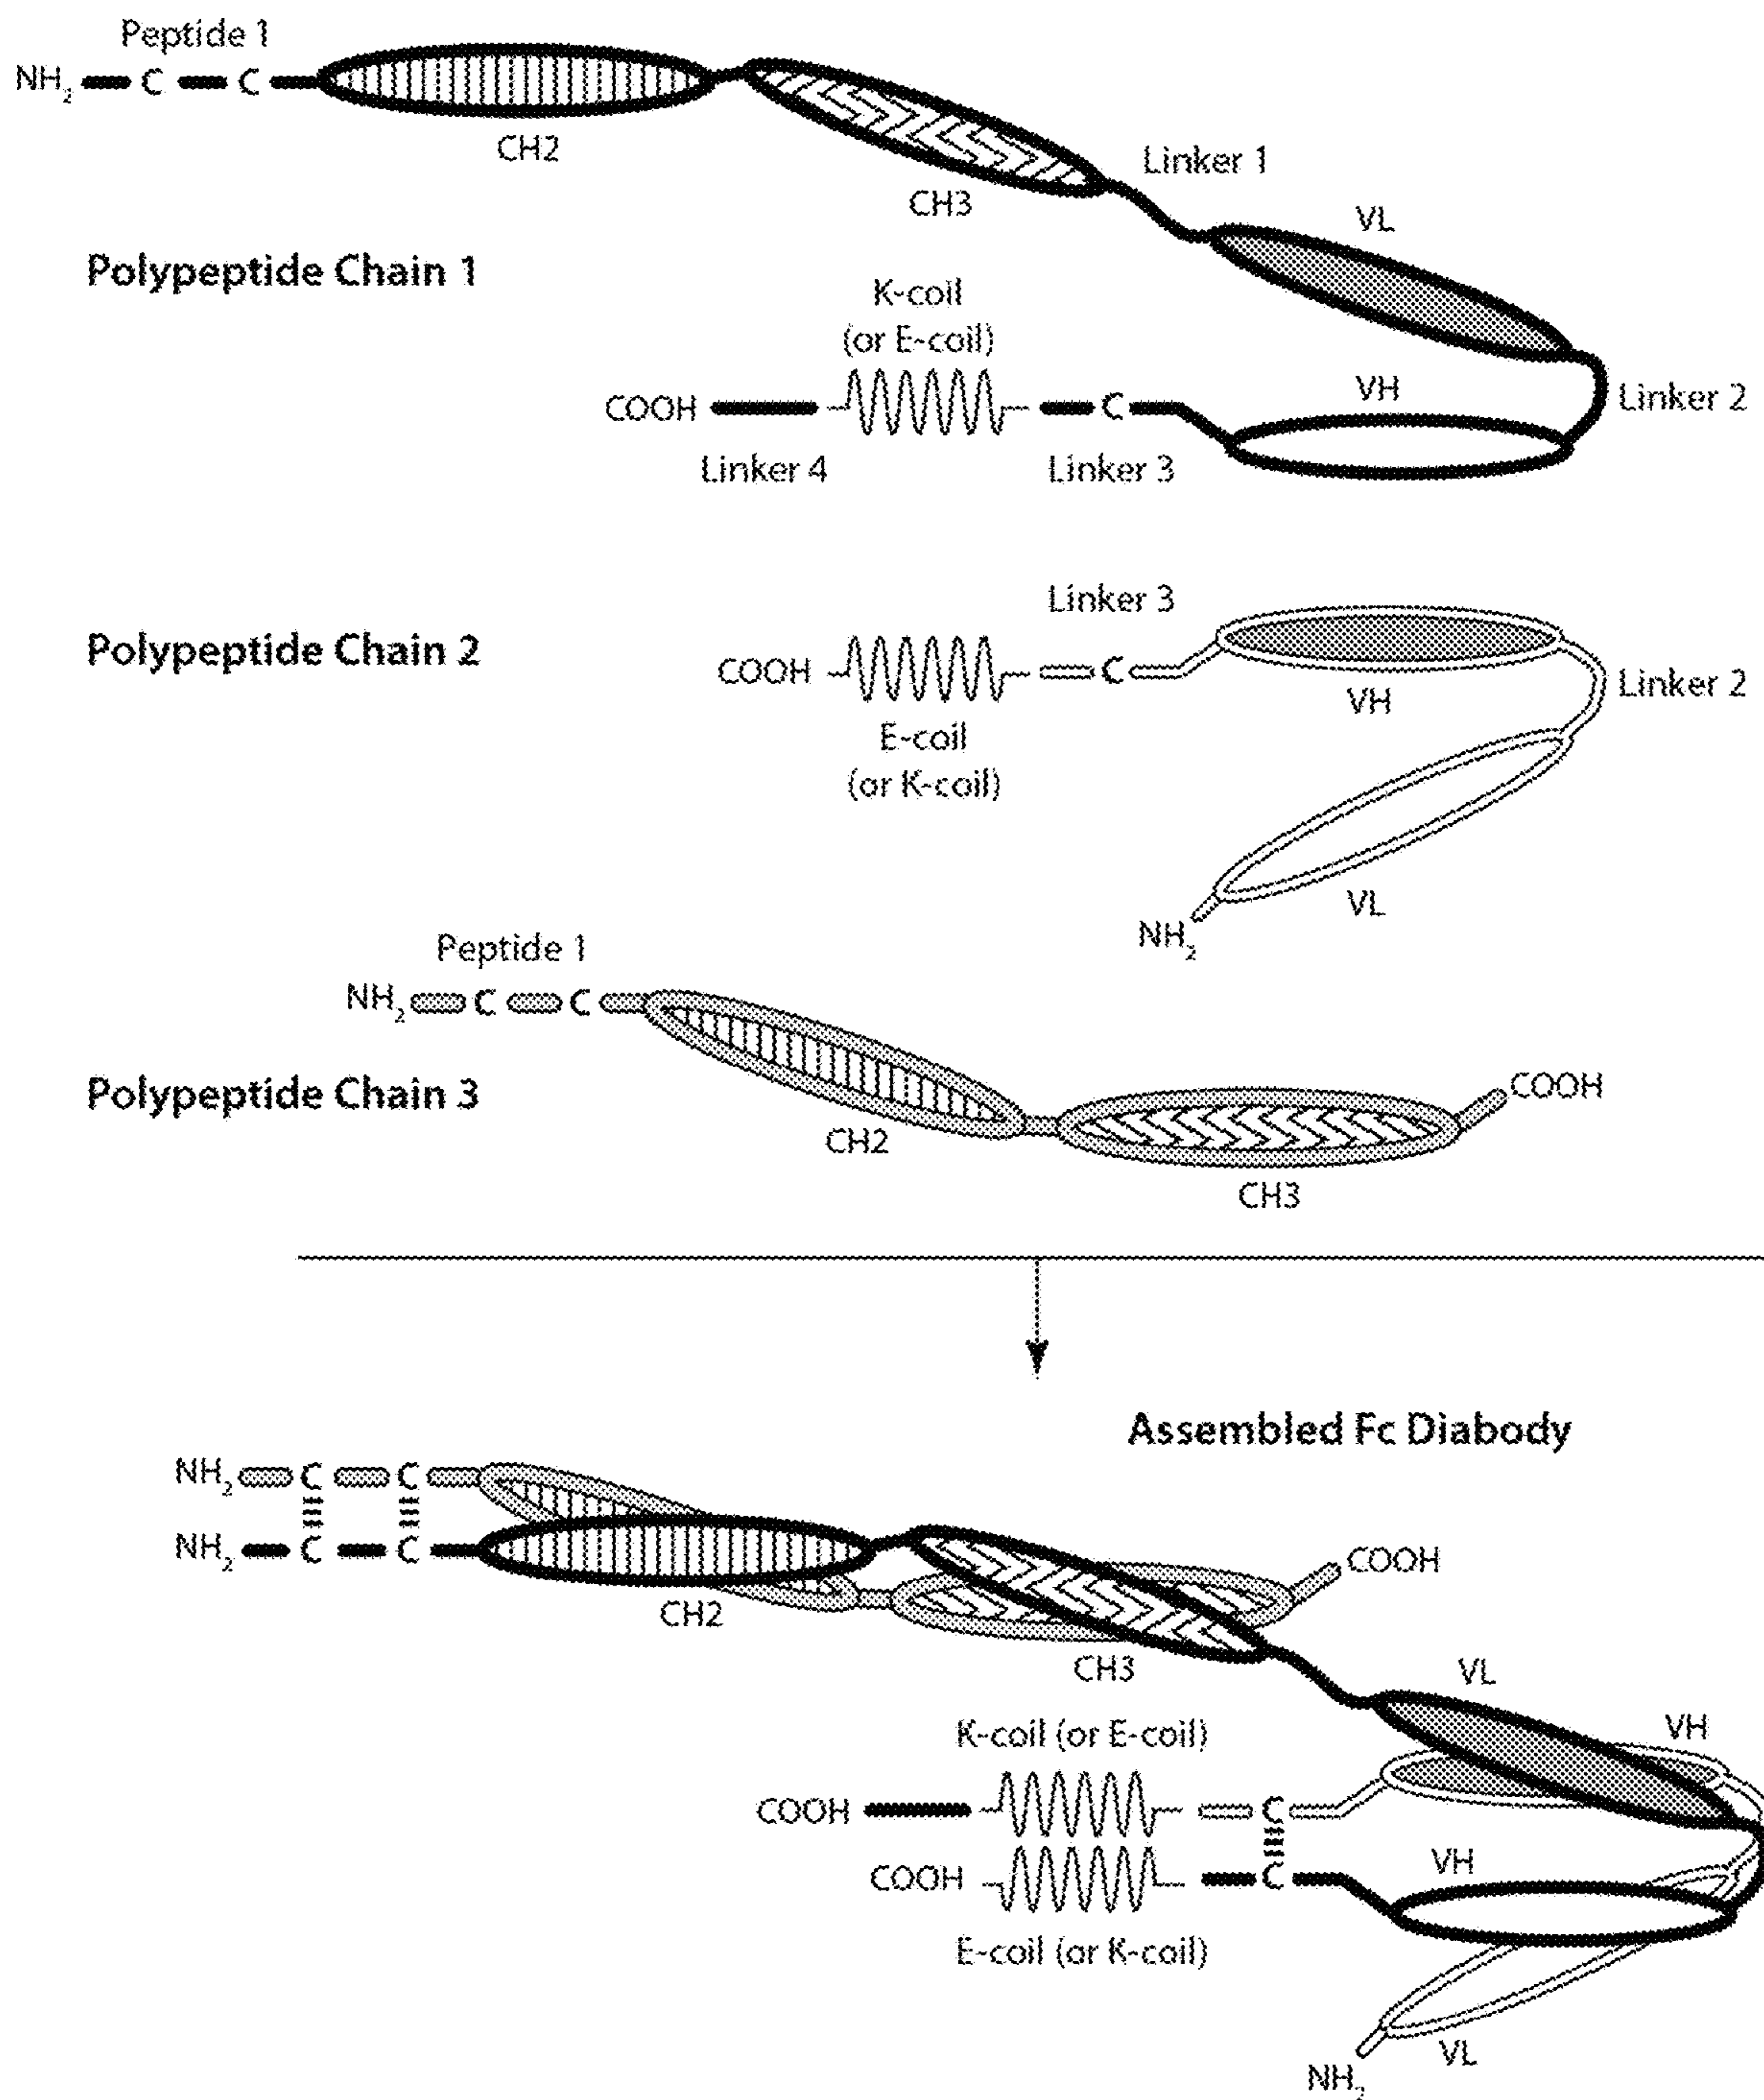 Peptide 1
NH2 C C
CH2
CH3
Linker 1
VL
Polypeptide Chain 1
K-coil
(or E-coil)
VH
COOH C
Linker 2
Linker 4
Linker 3
Linker 3
Polypeptide Chain 2
COOH C
Linker 2
VH
E-coil
(or K-coil)
VL
NH2
Peptide 1
NH2 C C
Polypeptide Chain 3
COOH
CH2
CH3
Assembled Fc Diabody
NH2 C C
NH2 C C
COOH
CH2
CH3
VL
VH
K-coil (or E-coil)
COOH C
VH
COOH C
E-coil (or K-coil)
VL
NH2